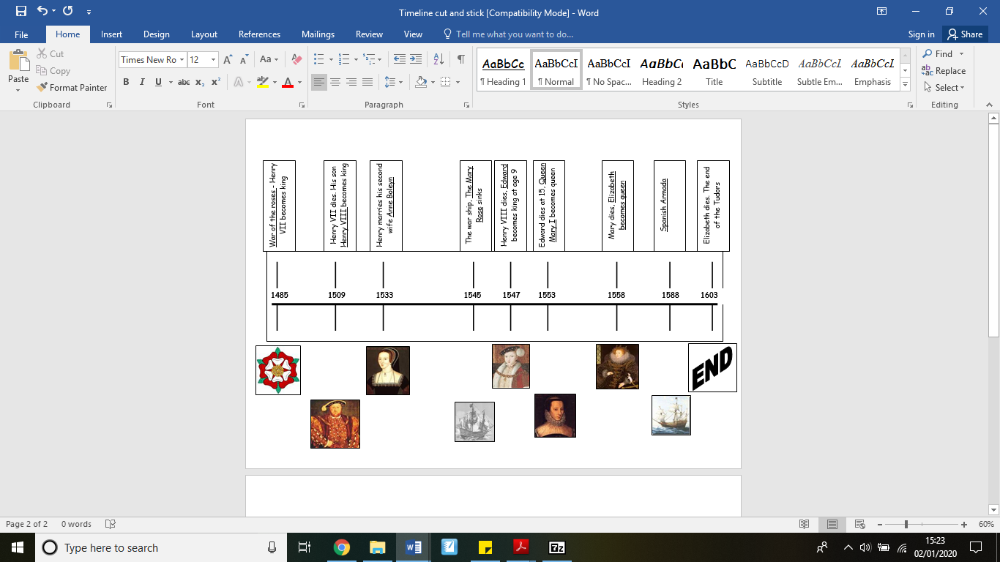 Timeline cut and stick [Compatibility Mode] - Word
File Home Insert Design Layout References Mailings Review View Tell me what you want to do... Sign in Share
Paste
Cut
Copy
Format Painter
Clipboard
Times New Ro 12
Aa
B I U abc X₂ X² A ab A
Font
Paragraph
AaBbCc AaBbCcI AaBbCcI AaBbCc AaBbC AaBbCcD AaBbCcI AaBbCcI
¶ Heading 1 ¶ Normal ¶ No Spac... Heading 2 Title Subtitle Subtle Em... Emphasis
Styles
Find
Replace
Select
Editing
War of the roses - Henry
VII becomes king
Henry VII dies. His son
Henry VIII becomes king
Henry marries his second
wife Anne Boleyn
The war ship, The Mary
Rose sinks
Henry VIII dies, Edward
becomes king at age 9
Edward dies at 15, Queen
Mary I becomes queen
Mary dies, Elizabeth
becomes queen
Spanish Armada
Elizabeth dies. The end
of the Tudors
1485 1509 1533 1545 1547 1553 1558 1588 1603
END
Page 2 of 2 0 words 60%
Type here to search
7z
15:23
02/01/2020